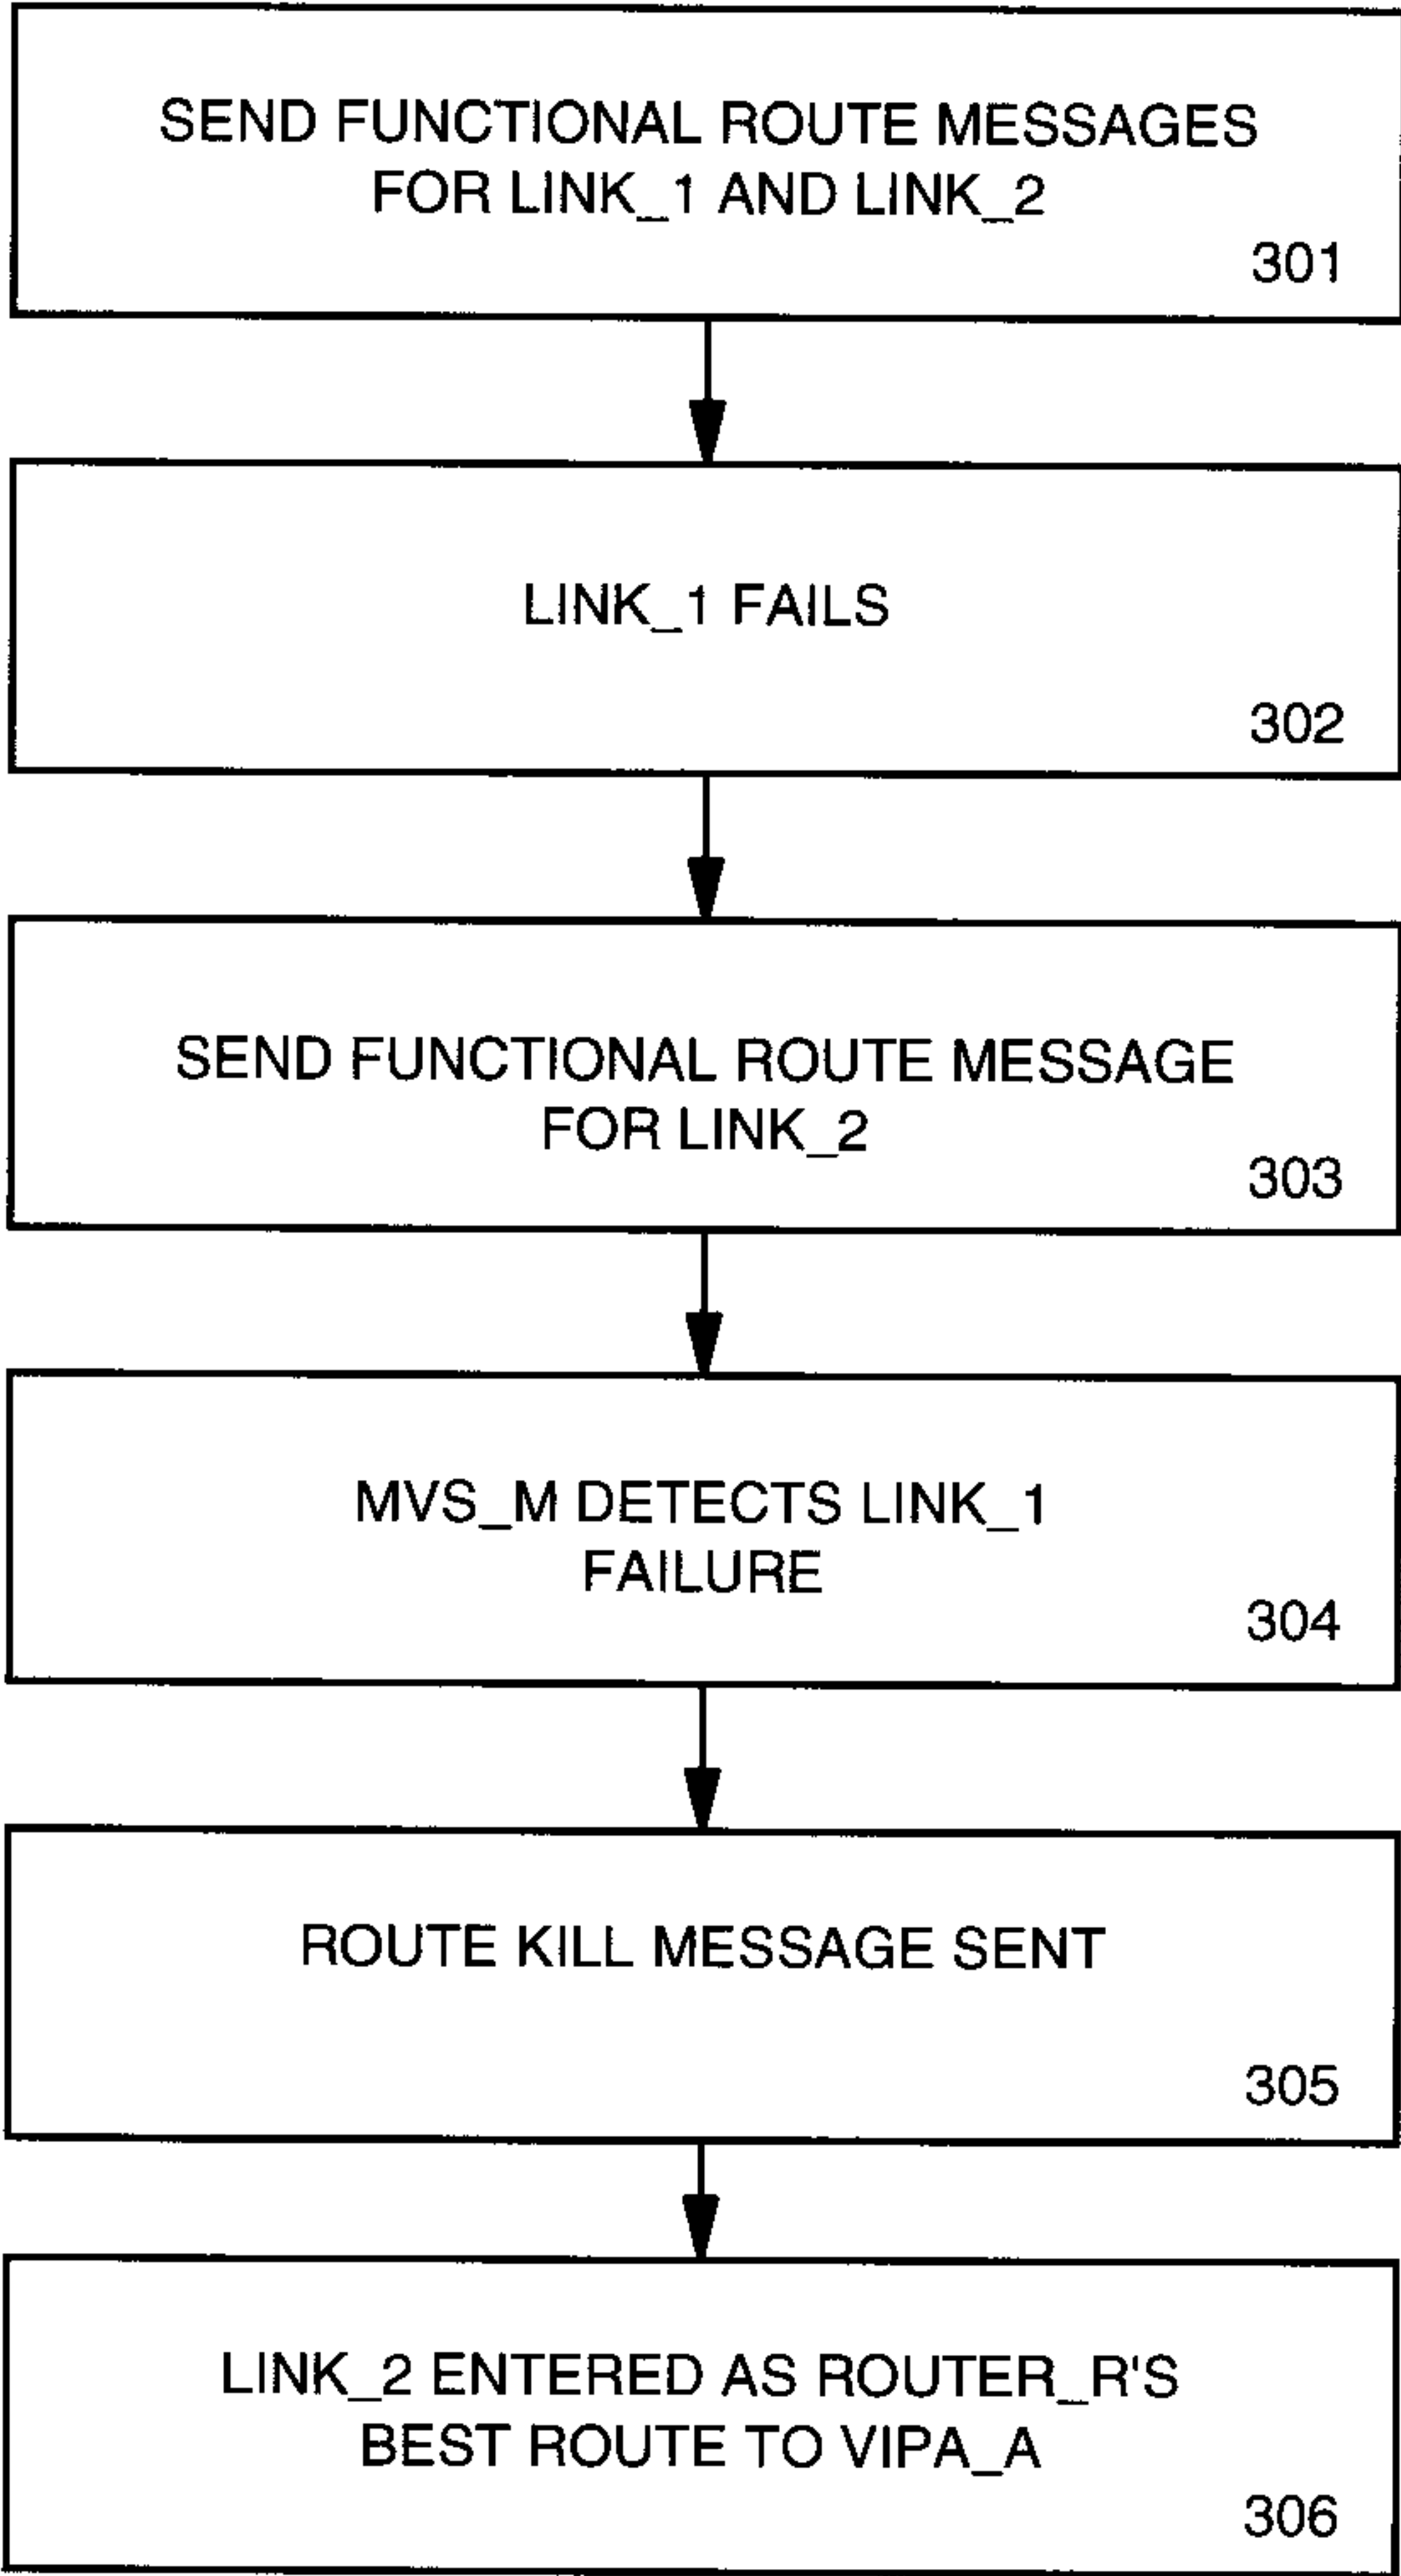 SEND FUNCTIONAL ROUTE MESSAGES
FOR LINK_1 AND LINK_2
301
LINK_1 FAILS
302
SEND FUNCTIONAL ROUTE MESSAGE
FOR LINK_2
303
MVS_M DETECTS LINK_1
FAILURE
304
ROUTE KILL MESSAGE SENT
305
LINK_2 ENTERED AS ROUTER_R'S
BEST ROUTE TO VIPA_A
306